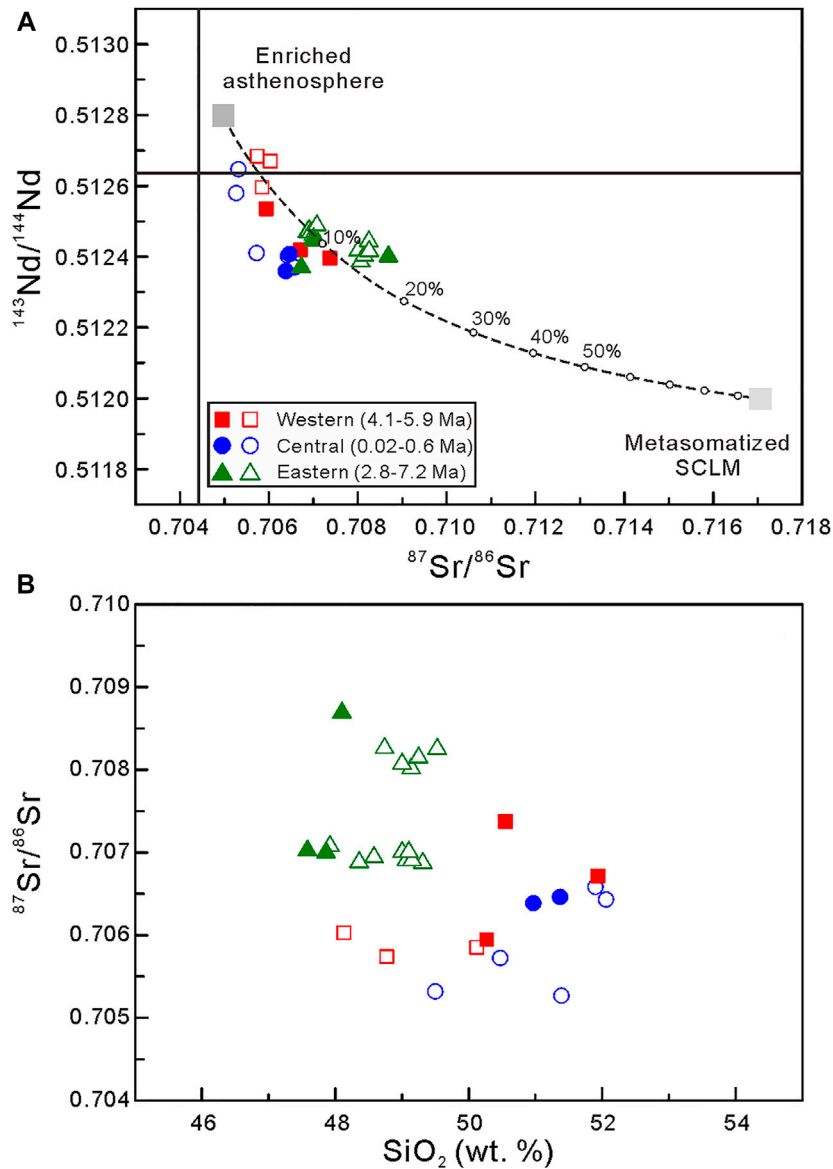 A
0.5130
0.5128
0.5126
0.5124
0.5122
0.5120
0.5118
¹⁴³Nd/¹⁴⁴Nd
Enriched
asthenosphere
10%
20%
30%
40%
50%
Metasomatized
SCLM
Western (4.1-5.9 Ma)
Central (0.02-0.6 Ma)
Eastern (2.8-7.2 Ma)
0.704 0.706 0.708 0.710 0.712 0.714 0.716 0.718
⁸⁷Sr/⁸⁶Sr
B
0.710
0.709
0.708
0.707
0.706
0.705
0.704
⁸⁷Sr/⁸⁶Sr
46 48 50 52 54
SiO₂ (wt. %)